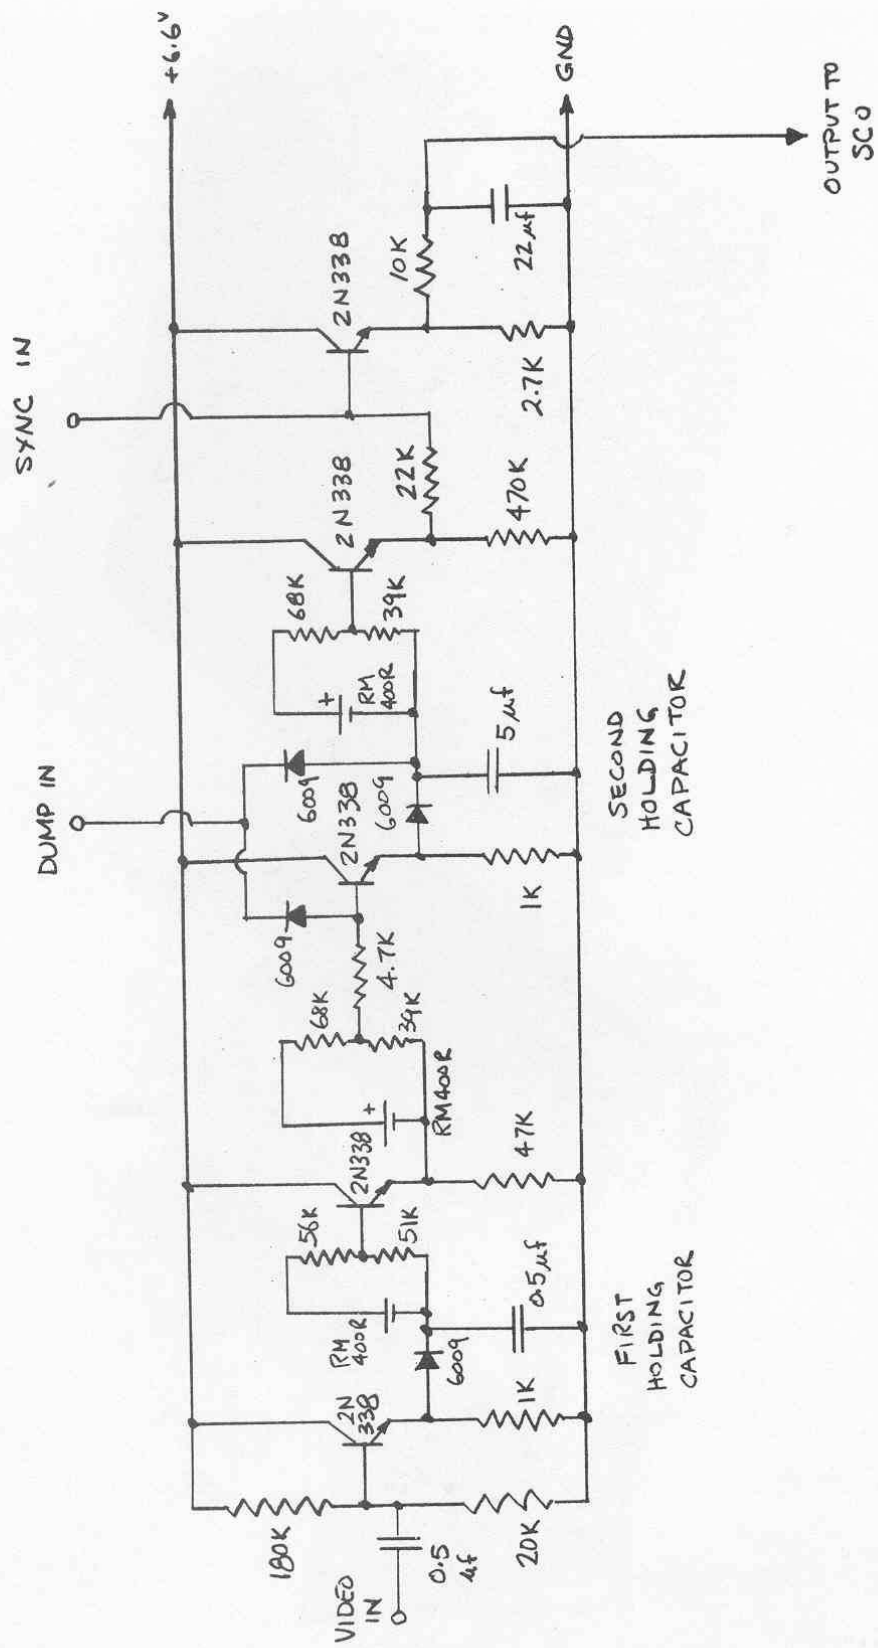 SYNC IN
DUMP IN
+6.6V
180K
VIDEO
IN
0.5
μf
20K
2N
338
1K
6009
RM
400R
56K
51K
0.5μf
FIRST
HOLDING
CAPACITOR
2N338
47K
RM400R
+
68K
39K
4.7K
6009
2N338
1K
6009
6009
5μf
SECOND
HOLDING
CAPACITOR
+
RM
400R
68K
39K
2N338
22K
470K
2N338
10K
2.7K
22μf
GND
OUTPUT TO
SCO